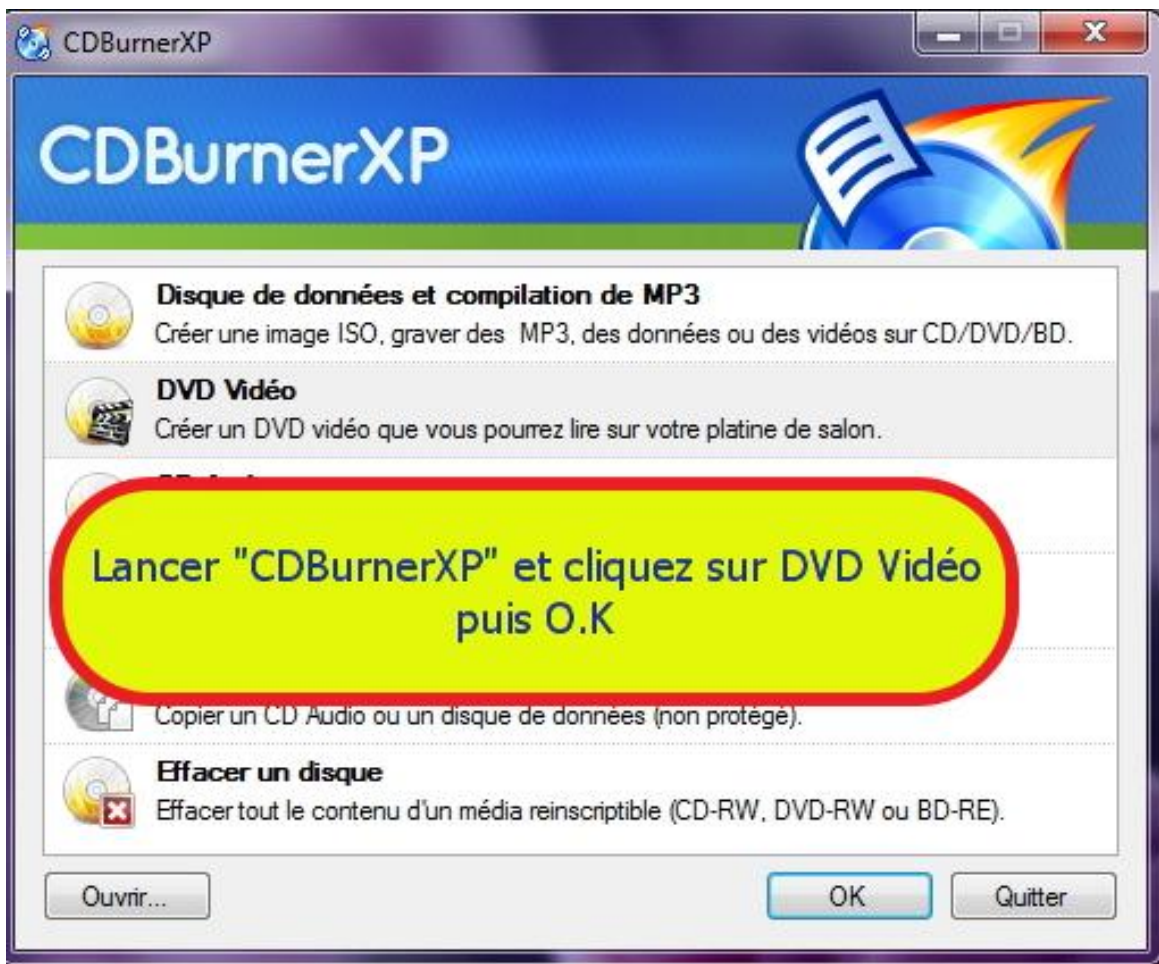 CDBurnerXP
CDBurnerXP
Disque de données et compilation de MP3
Créer une image ISO, graver des MP3, des données ou des vidéos sur CD/DVD/BD.
DVD Vidéo
Créer un DVD vidéo que vous pourrez lire sur votre platine de salon.
Lancer "CDBurnerXP" et cliquez sur DVD Vidéo
puis O.K
Copier un CD Audio ou un disque de données (non protégé).
Effacer un disque
Effacer tout le contenu d'un média reinscriptible (CD-RW, DVD-RW ou BD-RE).
Ouvrir...
OK
Quitter